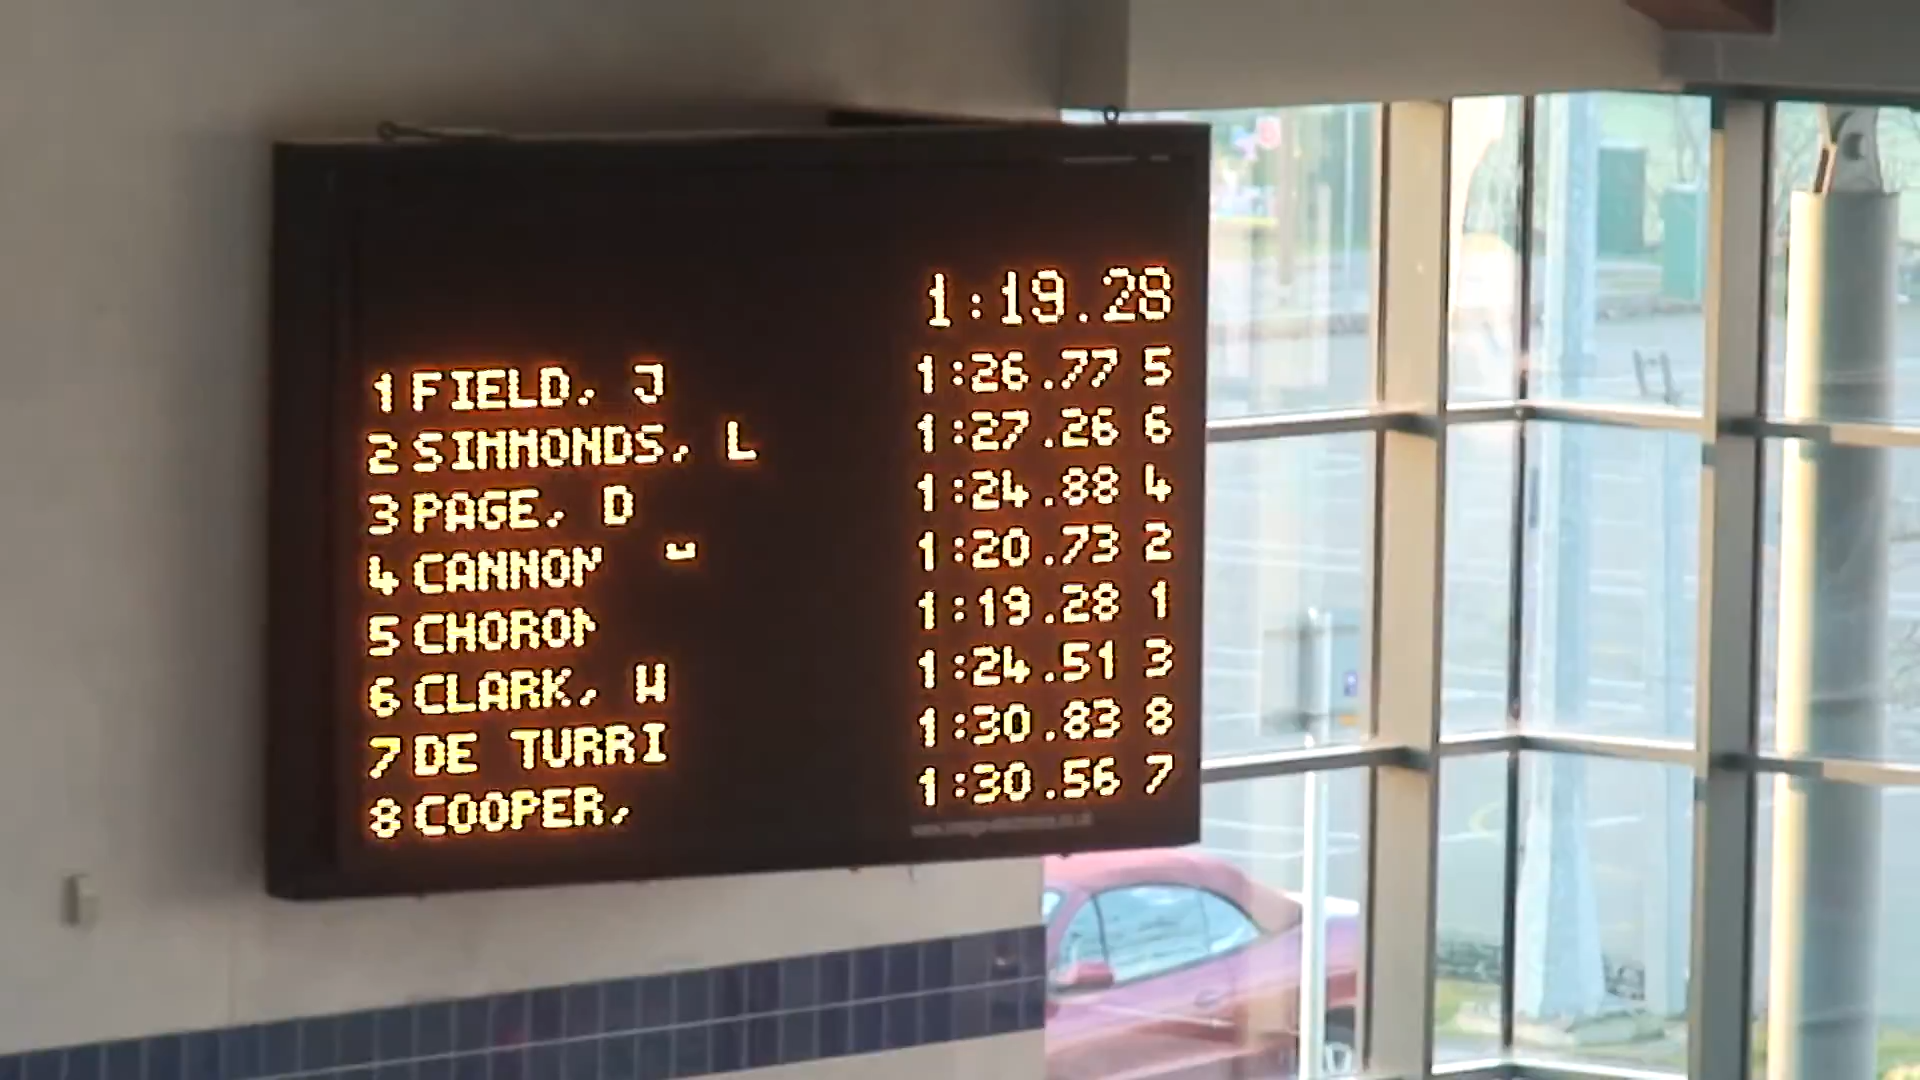 1:19.28
1 FIELD, J 1:26.77 5
2 SIMMONDS, L 1:27.26 6
3 PAGE, D 1:24.88 4
4 CANNON 1:20.73 2
5 CHORON 1:19.28 1
6 CLARK, W 1:24.51 3
7 DE TURRI 1:30.83 8
8 COOPER, 1:30.56 7